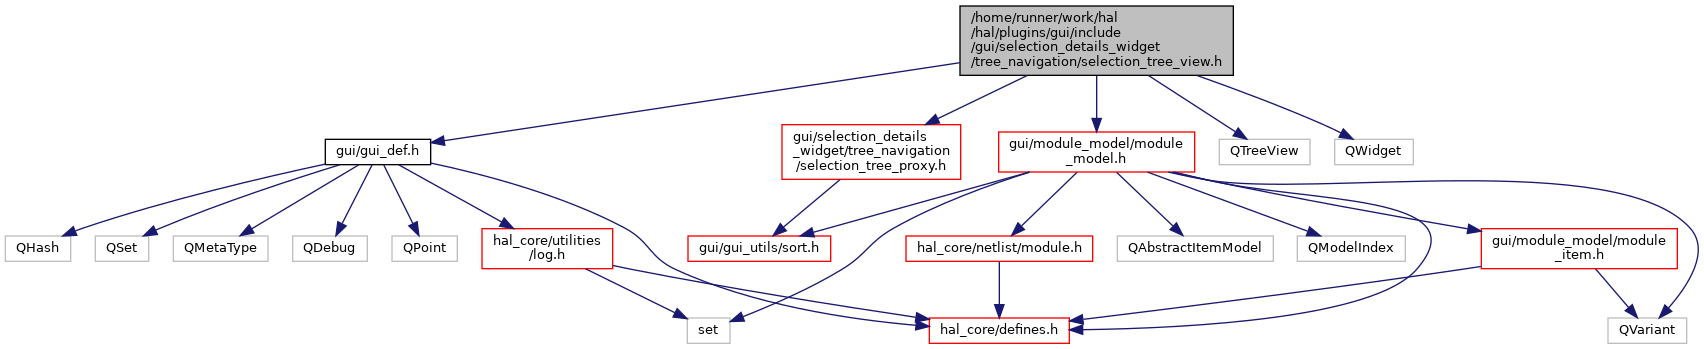 /home/runner/work/hal
/hal/plugins/gui/include
/gui/selection_details_widget
/tree_navigation/selection_tree_view.h
gui/gui_def.h
gui/selection_details
_widget/tree_navigation
/selection_tree_proxy.h
gui/module_model/module
_model.h
QTreeView
QWidget
QHash
QSet
QMetaType
QDebug
QPoint
hal_core/utilities
/log.h
gui/gui_utils/sort.h
hal_core/netlist/module.h
QAbstractItemModel
QModelIndex
gui/module_model/module
_item.h
set
hal_core/defines.h
QVariant